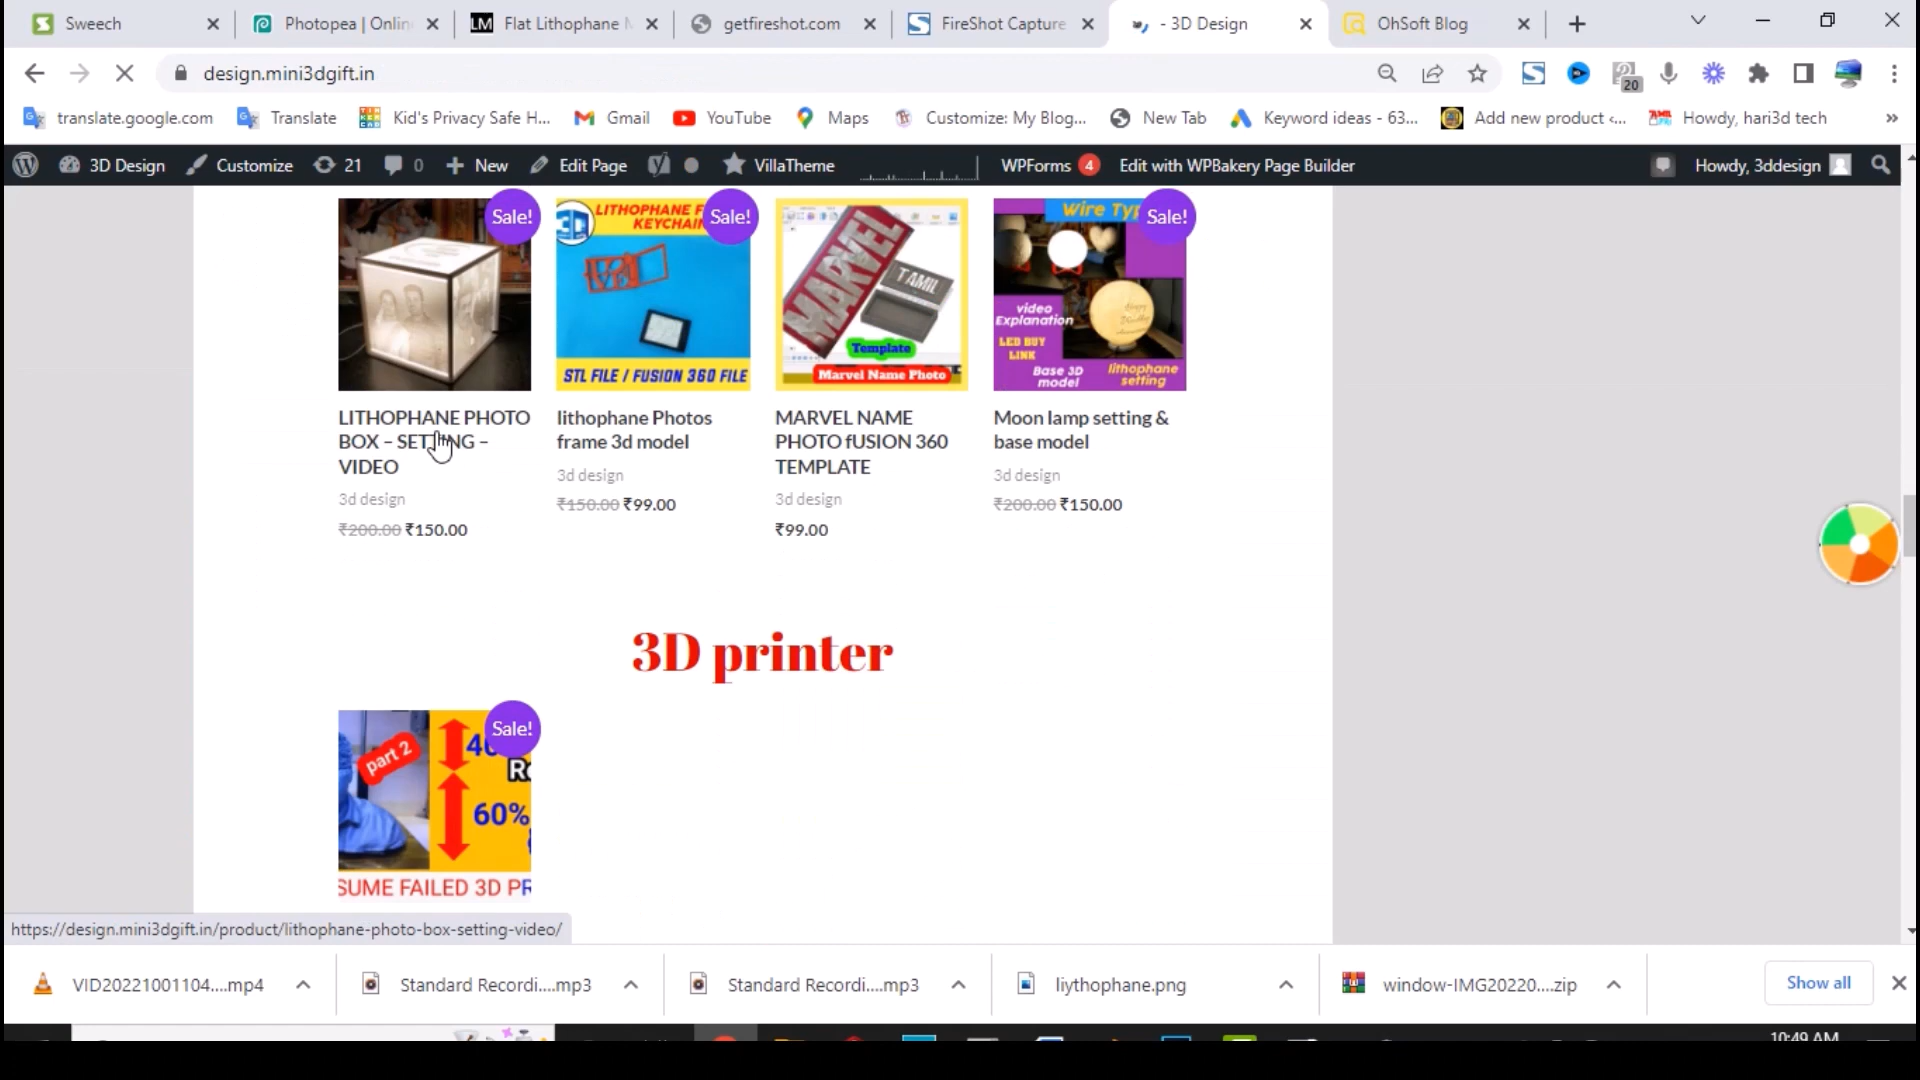 Sweech
Photopea | Onlin
LM Flat Lithophane M
getfireshot.com
FireShot Capture
- 3D Design
OhSoft Blog
design.mini3dgift.in
20
translate.google.com
Translate
Kid's Privacy Safe H...
Gmail
YouTube
Maps
Customize: My Blog...
New Tab
Keyword ideas - 63...
Add new product ‹...
Howdy, hari3d tech
»
3D Design
Customize
21
0
New
Edit Page
VillaTheme
WPForms 4
Edit with WPBakery Page Builder
Howdy, 3ddesign
Sale!
LITHOPHANE F
KEYCHAIN
3D
STL FILE / FUSION 360 FILE
Sale!
MARVEL
TAMIL
Template
Marvel Name Photo
Wire Typ
Sale!
video
Explanation
LED BUY
LINK
Base 3D
model
lithophane
setting
LITHOPHANE PHOTO
BOX – SETTING –
VIDEO
3d design
₹200.00 ₹150.00
lithophane Photos
frame 3d model
3d design
₹150.00 ₹99.00
MARVEL NAME
PHOTO fUSION 360
TEMPLATE
3d design
₹99.00
Moon lamp setting &
base model
3d design
₹200.00 ₹150.00
3D printer
Sale!
part 2
60%
SUME FAILED 3D PR
https://design.mini3dgift.in/product/lithophane-photo-box-setting-video/
VID20221001104....mp4
Standard Recordi....mp3
Standard Recordi....mp3
liythophane.png
window-IMG20220....zip
Show all
10:49 AM